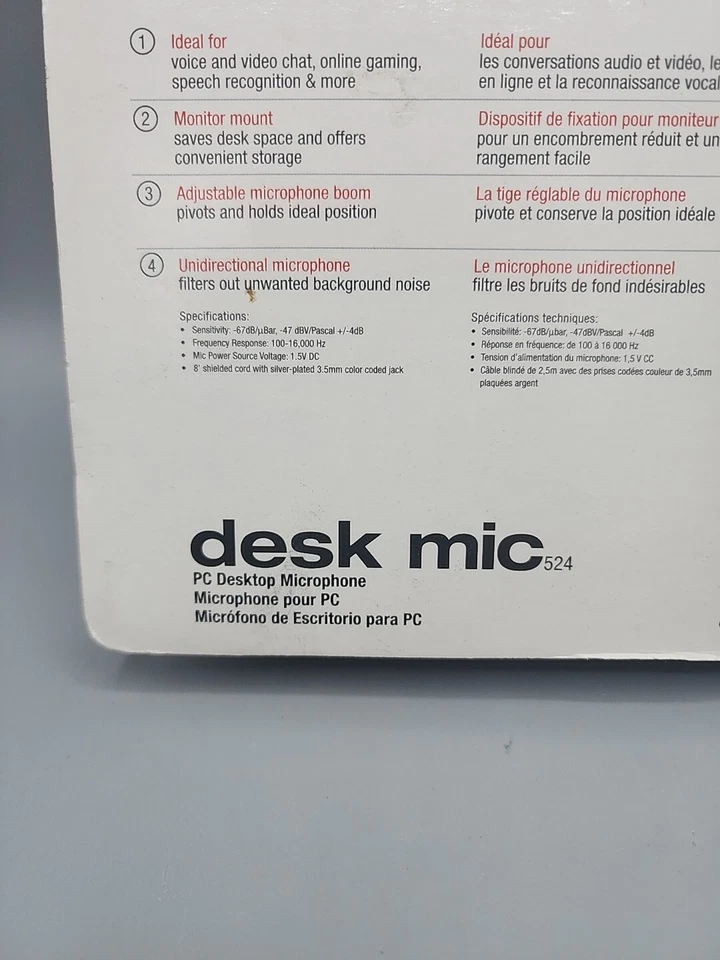 1 Ideal for
voice and video chat, online gaming,
speech recognition & more
2 Monitor mount
saves desk space and offers
convenient storage
3 Adjustable microphone boom
pivots and holds ideal position
4 Unidirectional microphone
filters out unwanted background noise
Specifications:
• Sensitivity: -67dB/µBar, -47 dBV/Pascal +/-4dB
• Frequency Response: 100-16,000 Hz
• Mic Power Source Voltage: 1.5V DC
• 8' shielded cord with silver-plated 3.5mm color coded jack
Idéal pour
les conversations audio et vidéo,
en ligne et la reconnaissance
Dispositif de fixation pour moniteur
pour un encombrement réduit et un
rangement facile
La tige réglable du microphone
pivote et conserve la position idéale
Le microphone unidirectionnel
filtre les bruits de fond indésirables
Spécifications techniques:
• Sensibilité: -67dB/µbar, -47dBV/Pascal +/-4dB
• Réponse en fréquence: de 100 à 16 000 Hz
• Tension d'alimentation du microphone: 1,5 V CC
• Câble blindé de 2,5m avec des prises codées couleur de 3,5mm
plaquées argent
desk mic 524
PC Desktop Microphone
Microphone pour PC
Micrófono de Escritorio para PC